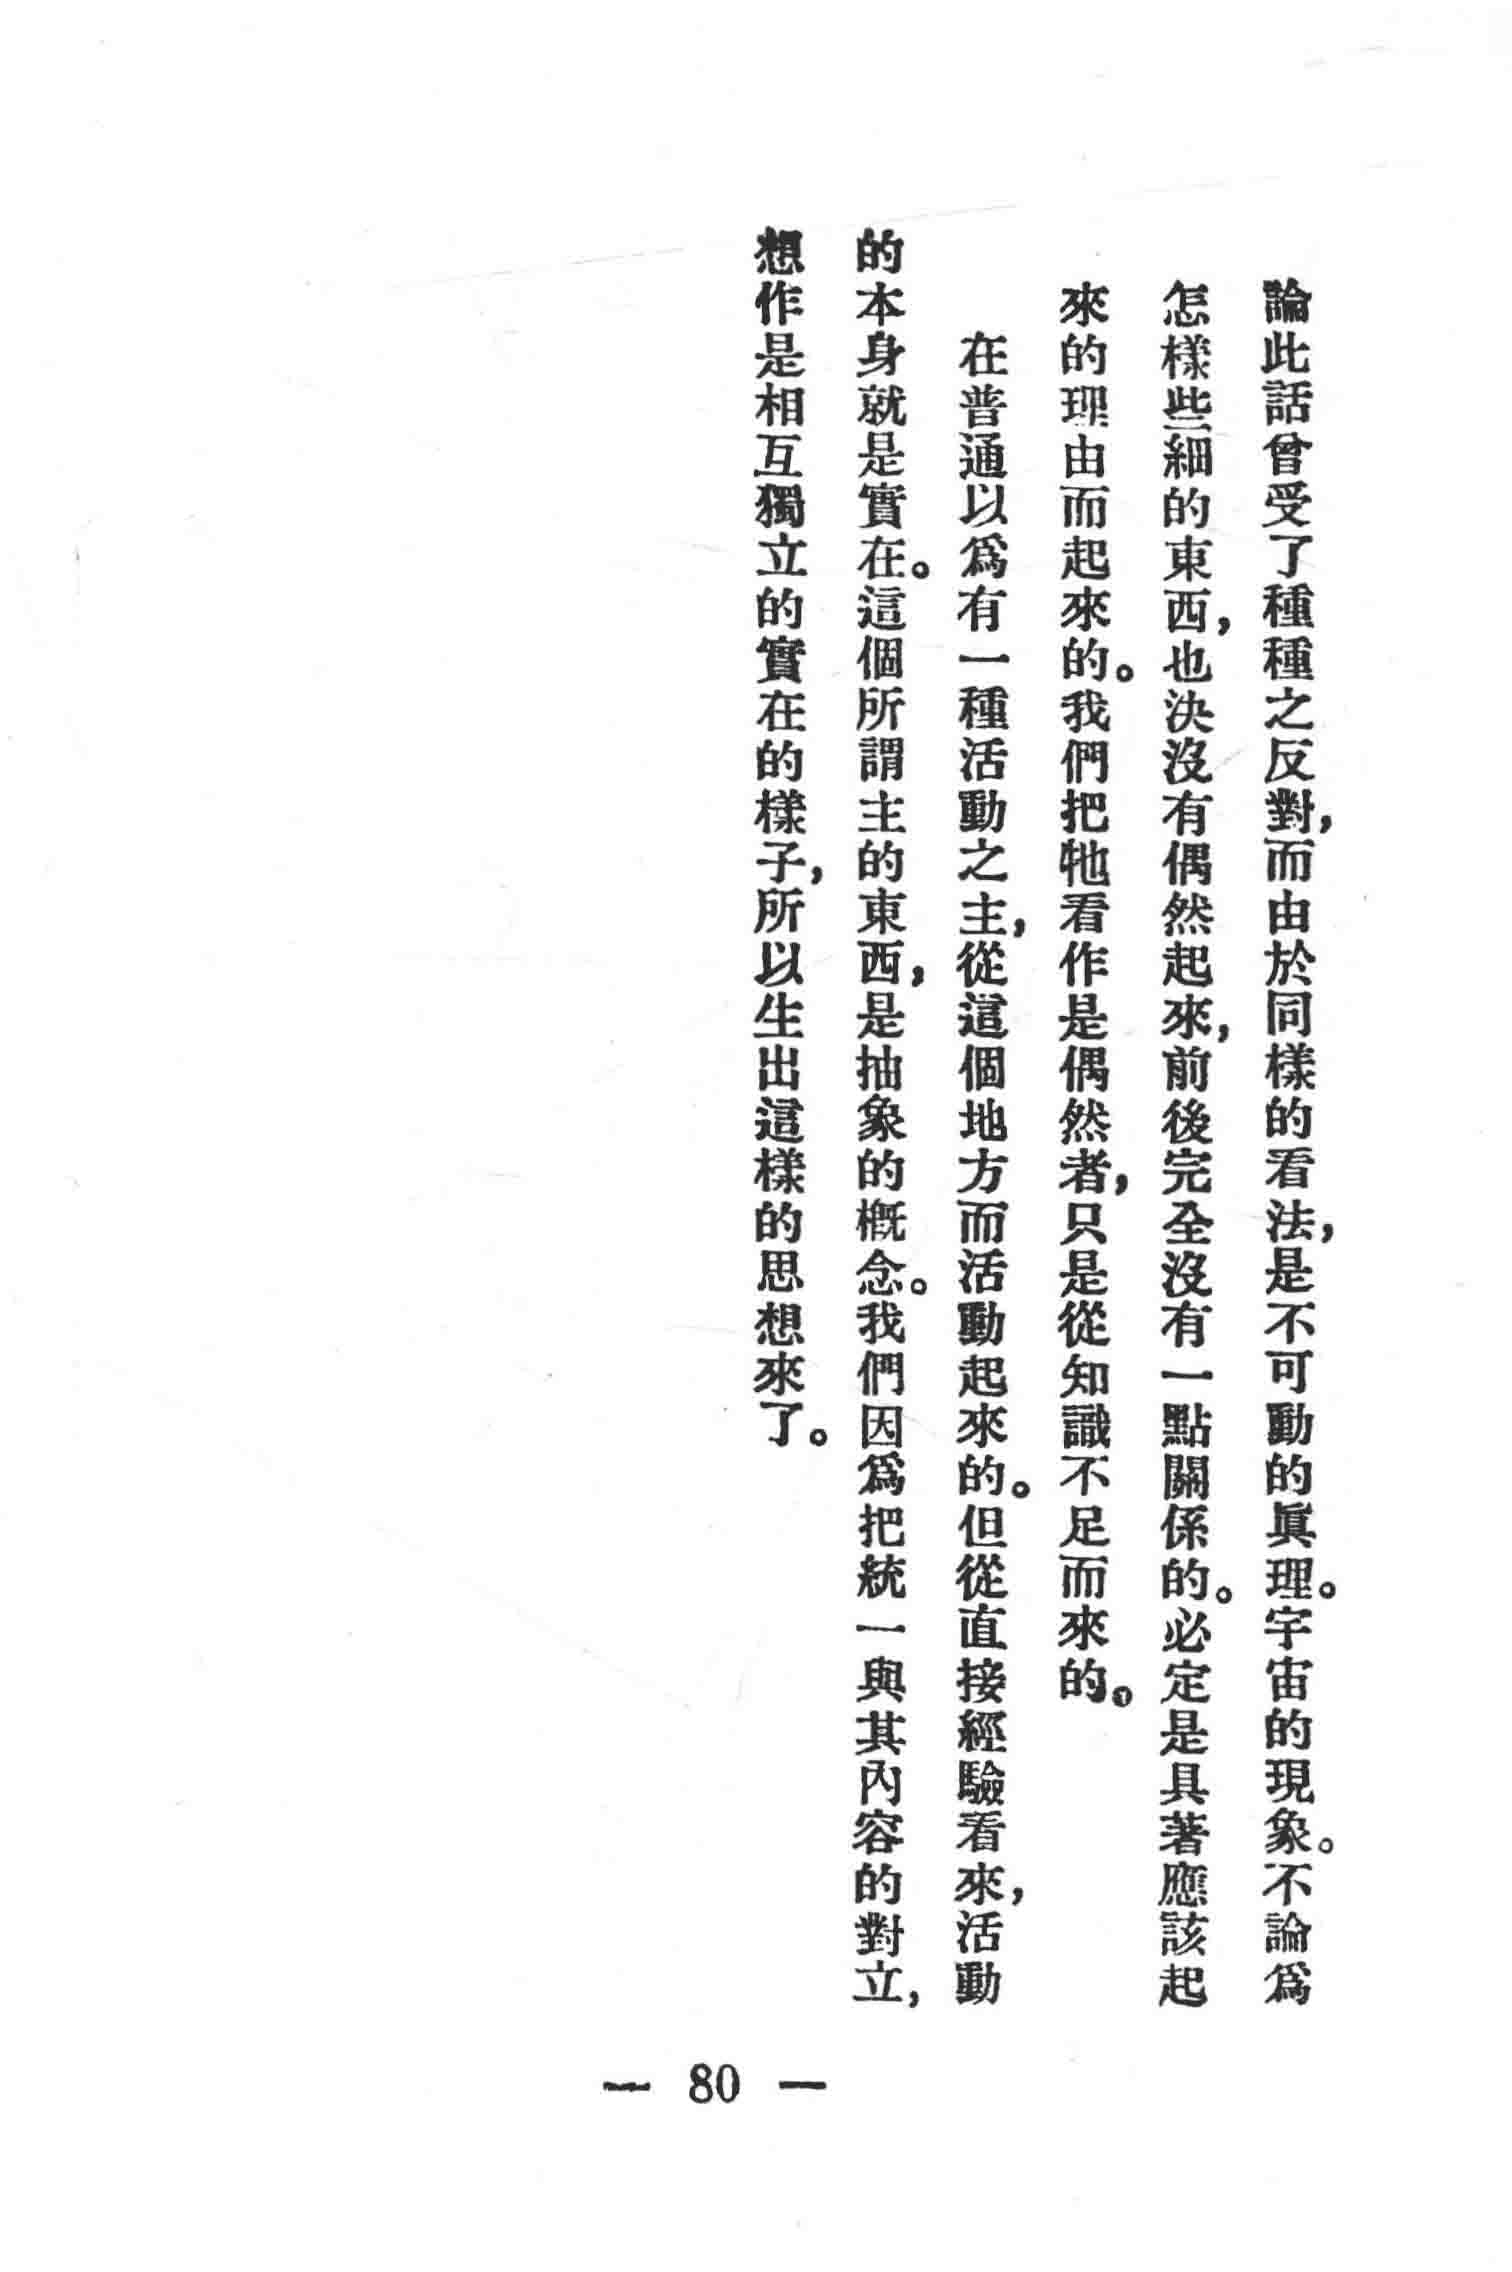 論此話曾受了種種之反對，而由於同樣的看法，是不可動的眞理。宇宙的現象。不論爲
怎樣些細的東西，也決沒有偶然起來，前後完全沒有一點關係的。必定是具著應該起
來的理由而起來的。我們把牠看作是偶然者，只是從知識不足而來的。
在普通以爲有一種活動之主，從這個地方而活動起來的。但從直接經驗看來，活動
的本身就是實在。這個所謂主的東西，是抽象的槪念。我們因爲把統一與其內容的對立，
想作是相互獨立的實在的樣子，所以生出這樣的思想來了。
— 80 —